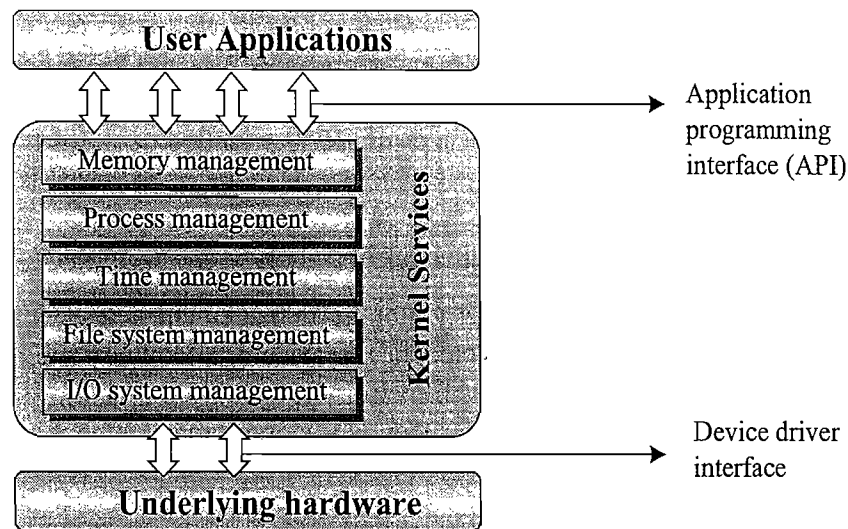 User Applications
Application
programming
interface (API)
Memory management
Process management
Time management
File system management
I/O system management
Kernel Services
Device driver
interface
Underlying hardware